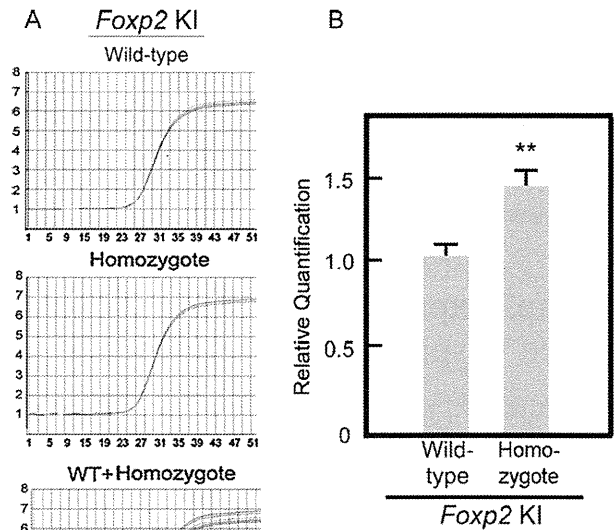 A
Foxp2 KI
Wild-type
8
7
6
5
4
3
2
1
1 5 9 13 19 23 27 31 35 39 43 47 51
Homozygote
8
7
6
5
4
3
2
1
1 5 9 13 19 23 27 31 35 39 43 47 51
WT+Homozygote
8
7
6
B
**
Relative Quantification
1.5
1.0
0.5
0
Wild-
type
Homo-
zygote
Foxp2 KI